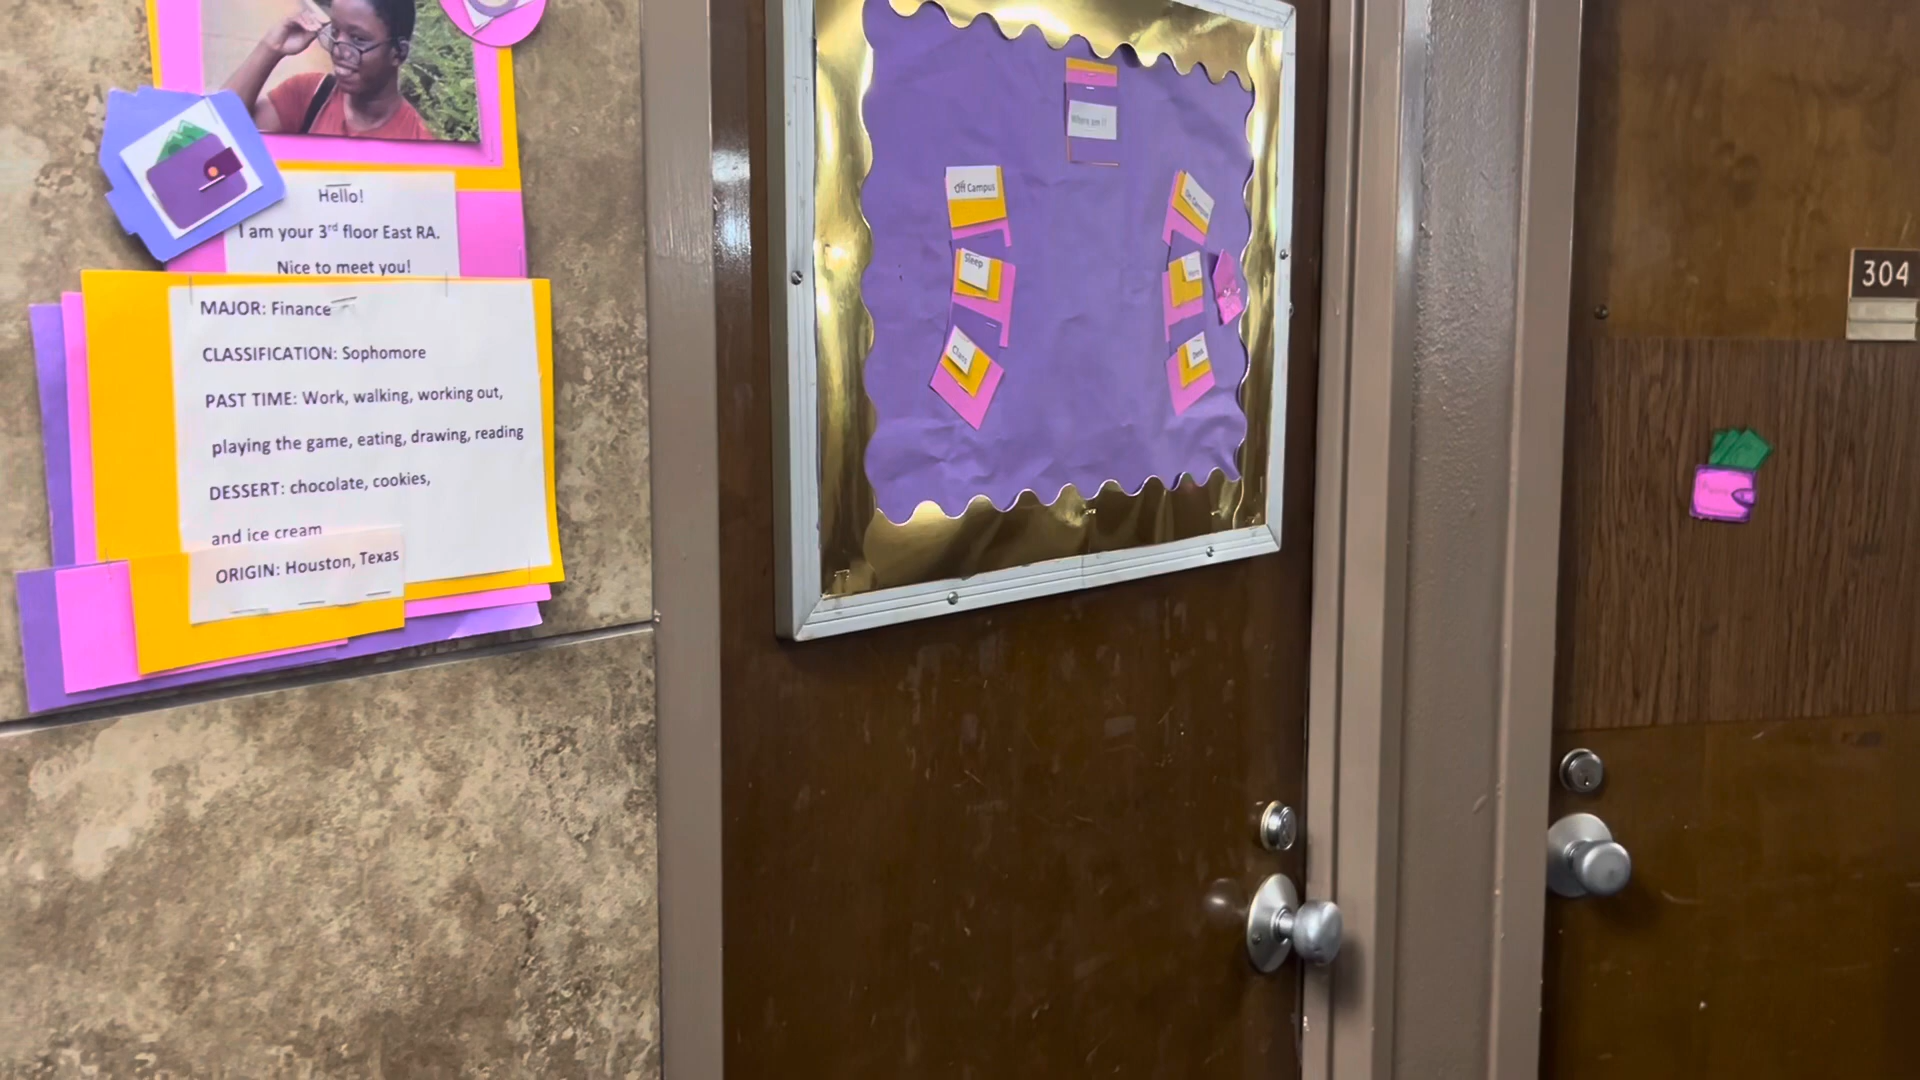 Hello!
I am your 3rd floor East RA.
Nice to meet you!
MAJOR: Finance
CLASSIFICATION: Sophomore
PAST TIME: Work, walking, working out,
playing the game, eating, drawing, reading
DESSERT: chocolate, cookies,
and ice cream
ORIGIN: Houston, Texas
Where am I?
Off Campus
Sleep
Class
On Campus
Here
Desk
304